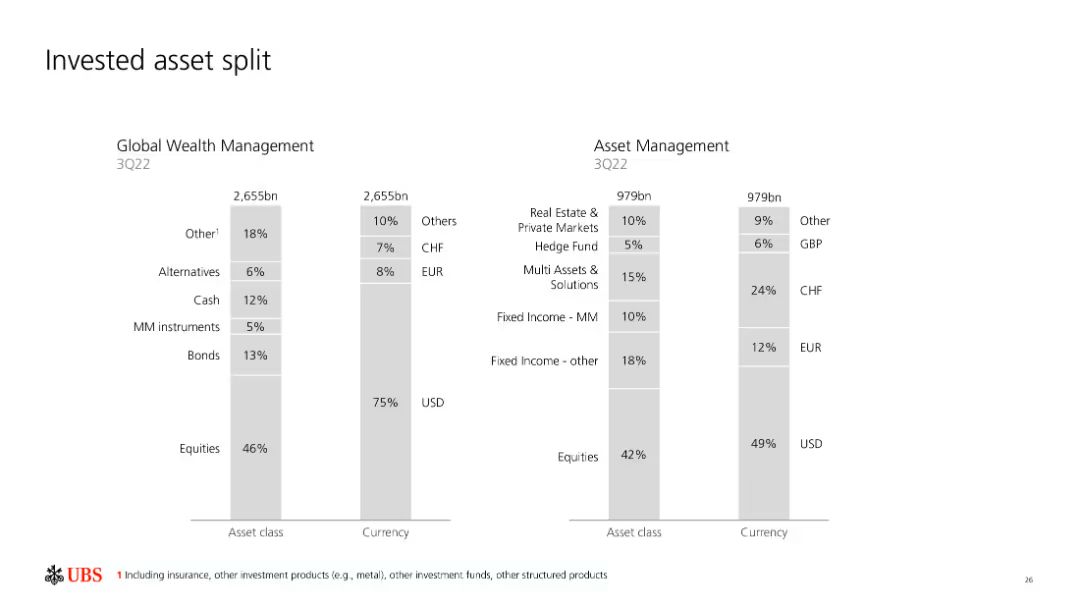 Invested asset split
Global Wealth Management
3Q22
2,655bn
2,655bn
Other1
18%
Alternatives
6%
Cash
12%
MM instruments
5%
Bonds
13%
Equities
46%
10%
Others
7%
CHF
8%
EUR
75%
USD
Asset class
Currency
Asset Management
3Q22
979bn
979bn
Real Estate &
Private Markets
10%
Hedge Fund
5%
Multi Assets &
Solutions
15%
Fixed Income - MM
10%
Fixed Income - other
18%
Equities
42%
9%
Other
6%
GBP
24%
CHF
12%
EUR
49%
USD
Asset class
Currency
UBS
1 Including insurance, other investment products (e.g., metal), other investment funds, other structured products
26